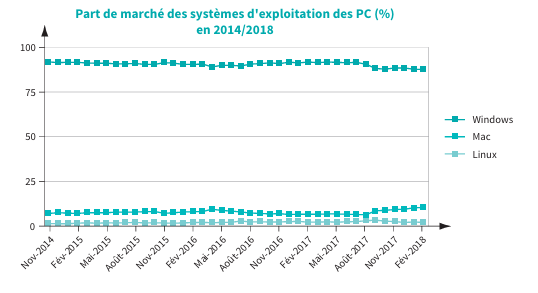 Part de marché des systèmes d'exploitation des PC (%)
en 2014/2018
100
75
50
25
0
Windows
Mac
Linux
Nov-2014
Fév-2015
Mai-2015
Août-2015
Nov-2015
Fév-2016
Mai-2016
Août-2016
Nov-2016
Fév-2017
Mai-2017
Août-2017
Nov-2017
Fév-2018